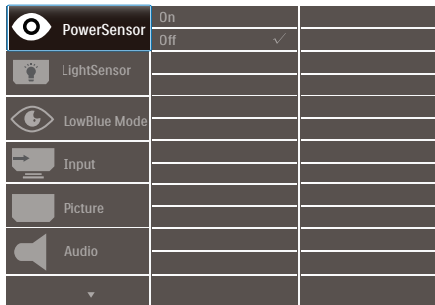 PowerSensor
On
Off
LightSensor
LowBlue Mode
Input
Picture
Audio